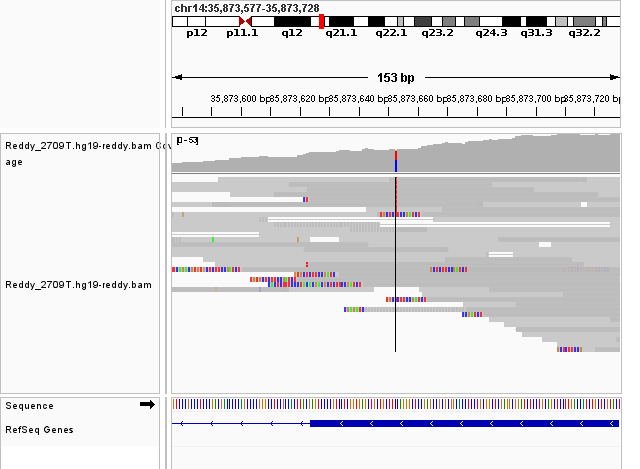 chr14:35,873,577-35,873,728
p12 p11.1 q12 q21.1 q22.1 q23.2 q24.3 q31.3 q32.2
153 bp
35,873,600 bp 35,873,620 bp 35,873,640 bp 35,873,660 bp 35,873,680 bp 35,873,700 bp 35,873,720 bp
[0-53]
Reddy_2709T.hg19-reddy.bam Cov
age
Reddy_2709T.hg19-reddy.bam
Sequence
RefSeq Genes